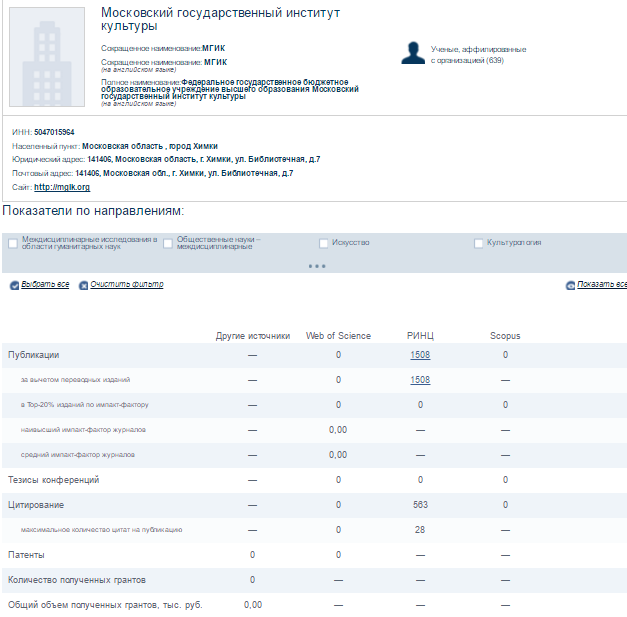 Московский государственный институт
культуры
Сокращенное наименование:МГИК
Сокращенное наименование: МГИК
(на английском языке)
Полное наименование:Федеральное государственное бюджетное
образовательное учреждение высшего образования Московский
государственный институт культуры
(на английском языке)
Ученые, аффилированные
с организацией (639)
ИНН: 5047015964
Населенный пункт: Московская область , город Химки
Юридический адрес: 141406, Московская область, г. Химки, ул. Библиотечная, д.7
Почтовый адрес: 141406, Московская обл., г. Химки, ул. Библиотечная, д.7
Сайт: http://mgik.org
Показатели по направлениям:
Междисциплинарные исследования в
области гуманитарных наук
Общественные науки –
междисциплинарные
Искусство
Культурология
Выбрать все Очистить фильтр Показать все
Другие источники Web of Science РИНЦ Scopus
Публикации — 0 1508 0
за вычетом переводных изданий — 0 1508 —
в Top-20% изданий по импакт-фактору — 0 0 0
наивысший импакт-фактор журналов — 0,00 — —
средний импакт-фактор журналов — 0,00 — —
Тезисы конференций — 0 0 0
Цитирование — 0 563 0
максимальное количество цитат на публикацию — 0 28 —
Патенты 0 0 — —
Количество полученных грантов 0 — — —
Общий объем полученных грантов, тыс. руб. 0,00 — — —